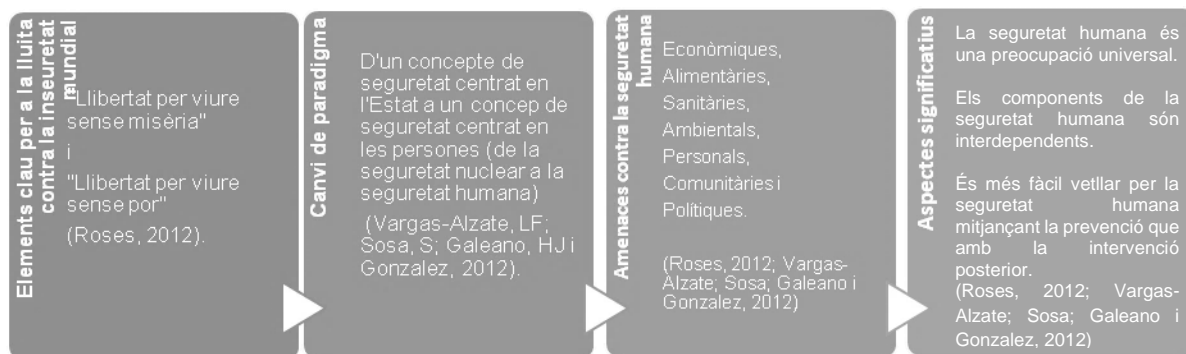 Elements clau per a la lluita
contra la inseuretat
mundial
"Llibertat per viure
sense misèria"
i
"Llibertat per viure
sense por"
(Roses, 2012).
Canvi de paradigma
D'un concepte de
seguretat centrat en
l'Estat a un concep de
seguretat centrat en
les persones (de la
seguretat nuclear a la
seguretat humana)
(Vargas-Alzate, LF;
Sosa, S; Galeano, HJ i
Gonzalez, 2012).
Amenaces contra la seguretat
humana
Econòmiques,
Alimentàries,
Sanitàries,
Ambientals,
Personals,
Comunitàries i
Polítiques.
(Roses, 2012; Vargas-
Alzate; Sosa; Galeano i
Gonzalez, 2012)
Aspectes significatius
La seguretat humana és
una preocupació universal.
Els components de la
seguretat humana són
interdependents.
És més fàcil vetllar per la
seguretat humana
mitjançant la prevenció que
amb la intervenció
posterior.
(Roses, 2012; Vargas-
Alzate; Sosa; Galeano i
Gonzalez, 2012)